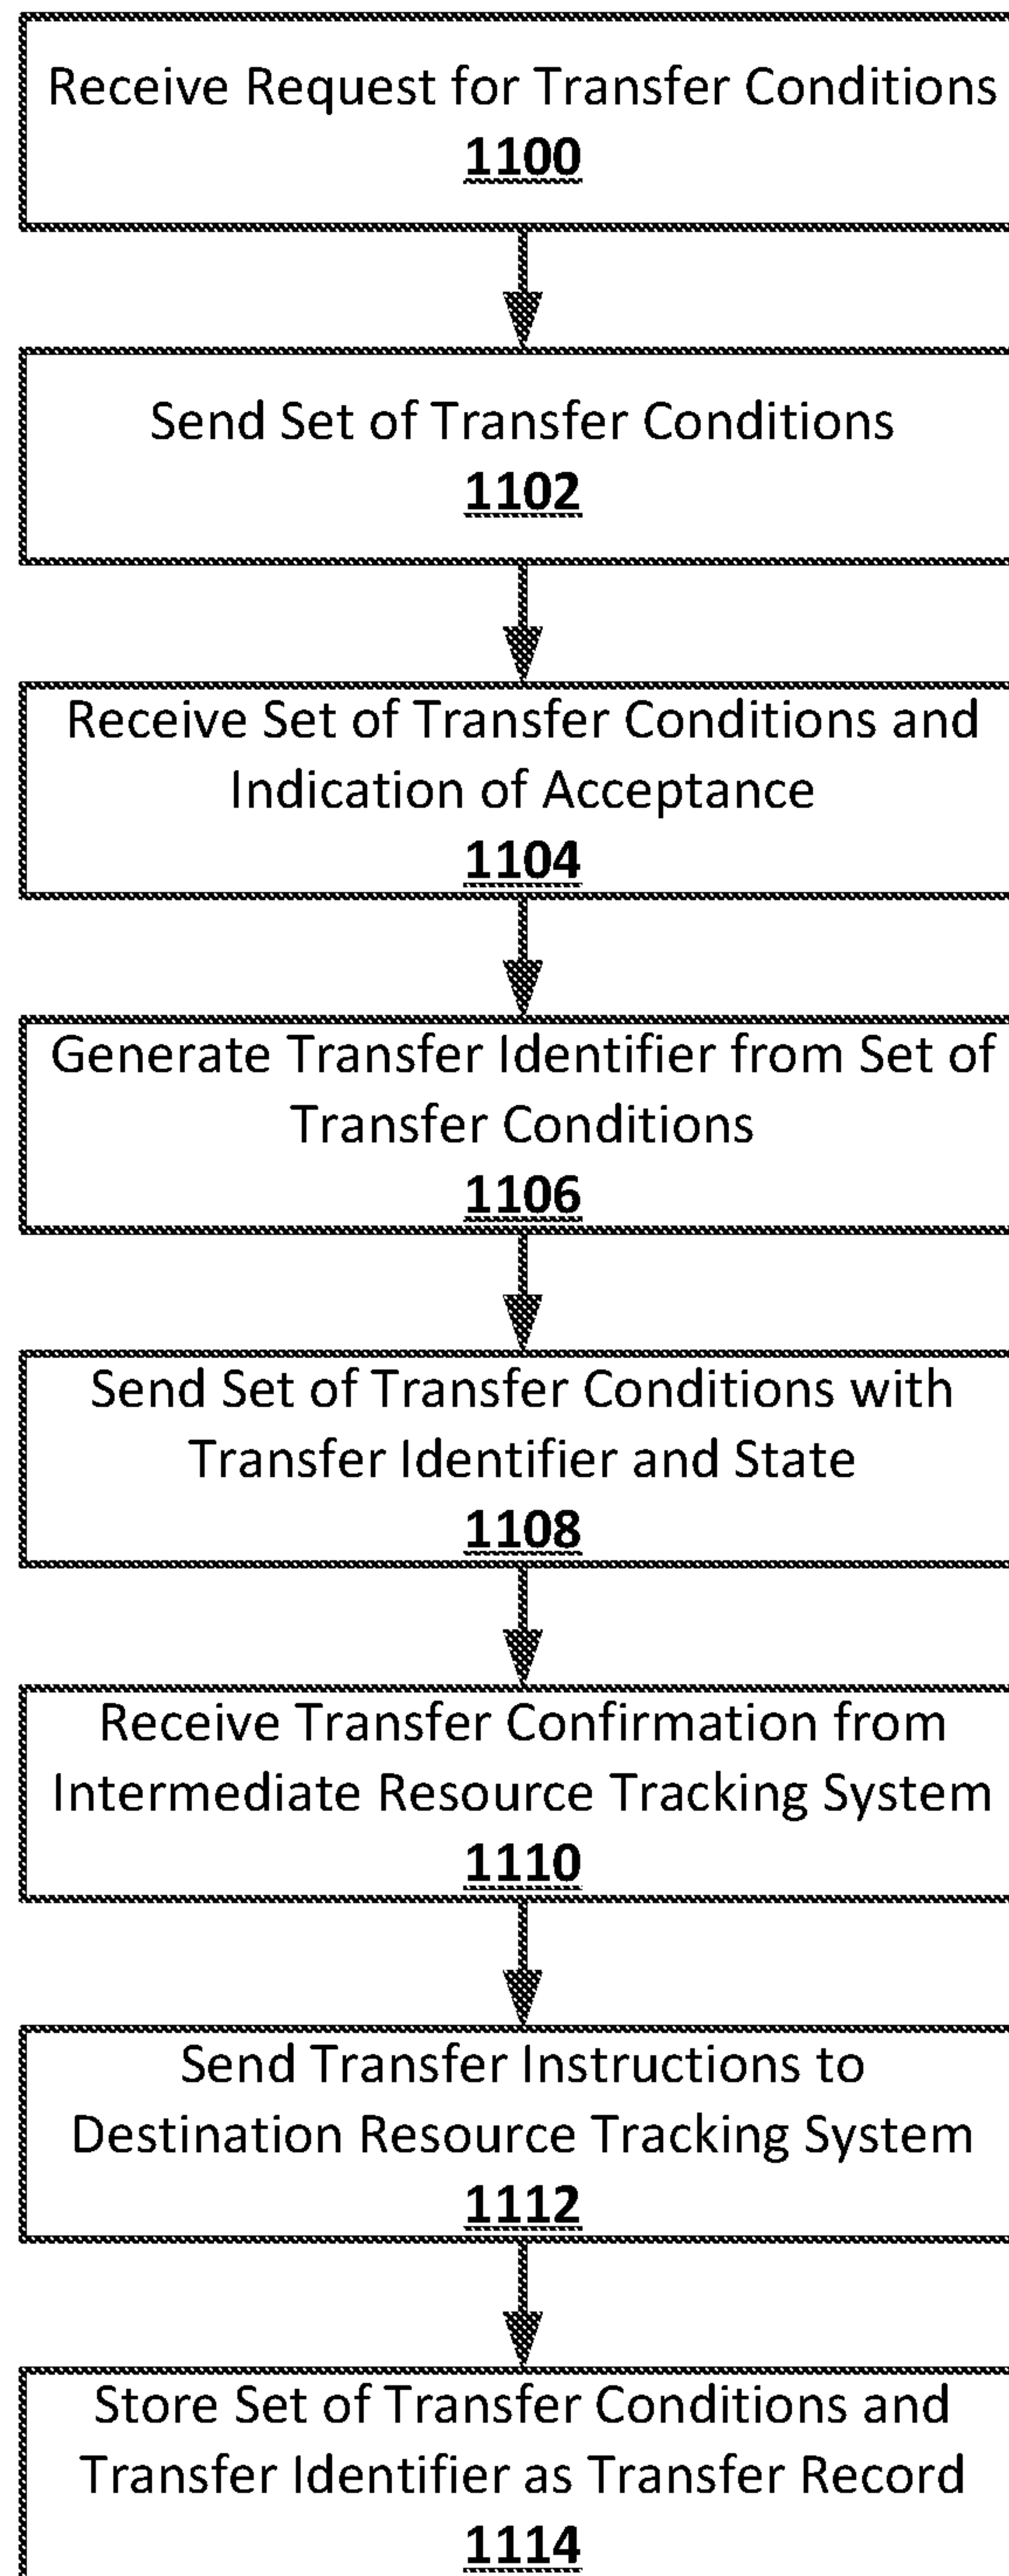 Receive Request for Transfer Conditions
1100
Send Set of Transfer Conditions
1102
Receive Set of Transfer Conditions and
Indication of Acceptance
1104
Generate Transfer Identifier from Set of
Transfer Conditions
1106
Send Set of Transfer Conditions with
Transfer Identifier and State
1108
Receive Transfer Confirmation from
Intermediate Resource Tracking System
1110
Send Transfer Instructions to
Destination Resource Tracking System
1112
Store Set of Transfer Conditions and
Transfer Identifier as Transfer Record
1114